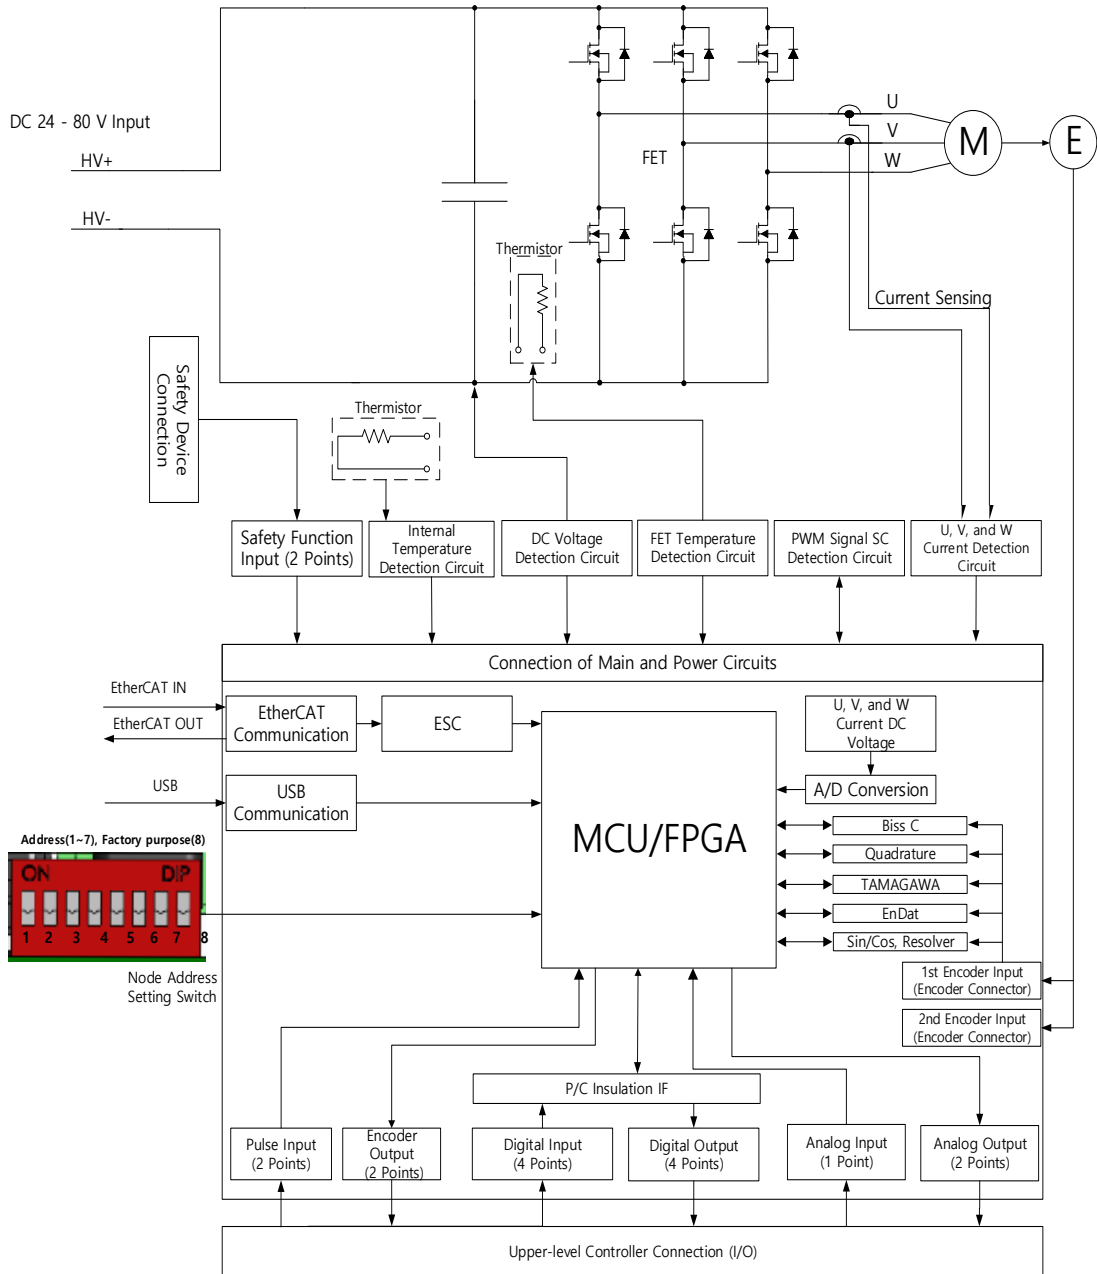 DC 24 - 80 V Input
HV+
HV-
U
V
W
M
E
FET
Thermistor
Current Sensing
Safety Device
Connection
Thermistor
Safety Function
Input (2 Points)
Internal
Temperature
Detection Circuit
DC Voltage
Detection Circuit
FET Temperature
Detection Circuit
PWM Signal SC
Detection Circuit
U, V, and W
Current Detection
Circuit
Connection of Main and Power Circuits
EtherCAT IN
EtherCAT OUT
EtherCAT
Communication
ESC
U, V, and W
Current DC
Voltage
USB
USB
Communication
A/D Conversion
MCU/FPGA
Biss C
Quadrature
TAMAGAWA
EnDat
Sin/Cos, Resolver
Address(1~7), Factory purpose(8)
ON DIP
1 2 3 4 5 6 7 8
Node Address
Setting Switch
1st Encoder Input
(Encoder Connector)
2nd Encoder Input
(Encoder Connector)
P/C Insulation IF
Pulse Input
(2 Points)
Encoder
Output
(2 Points)
Digital Input
(4 Points)
Digital Output
(4 Points)
Analog Input
(1 Point)
Analog Output
(2 Points)
Upper-level Controller Connection (I/O)